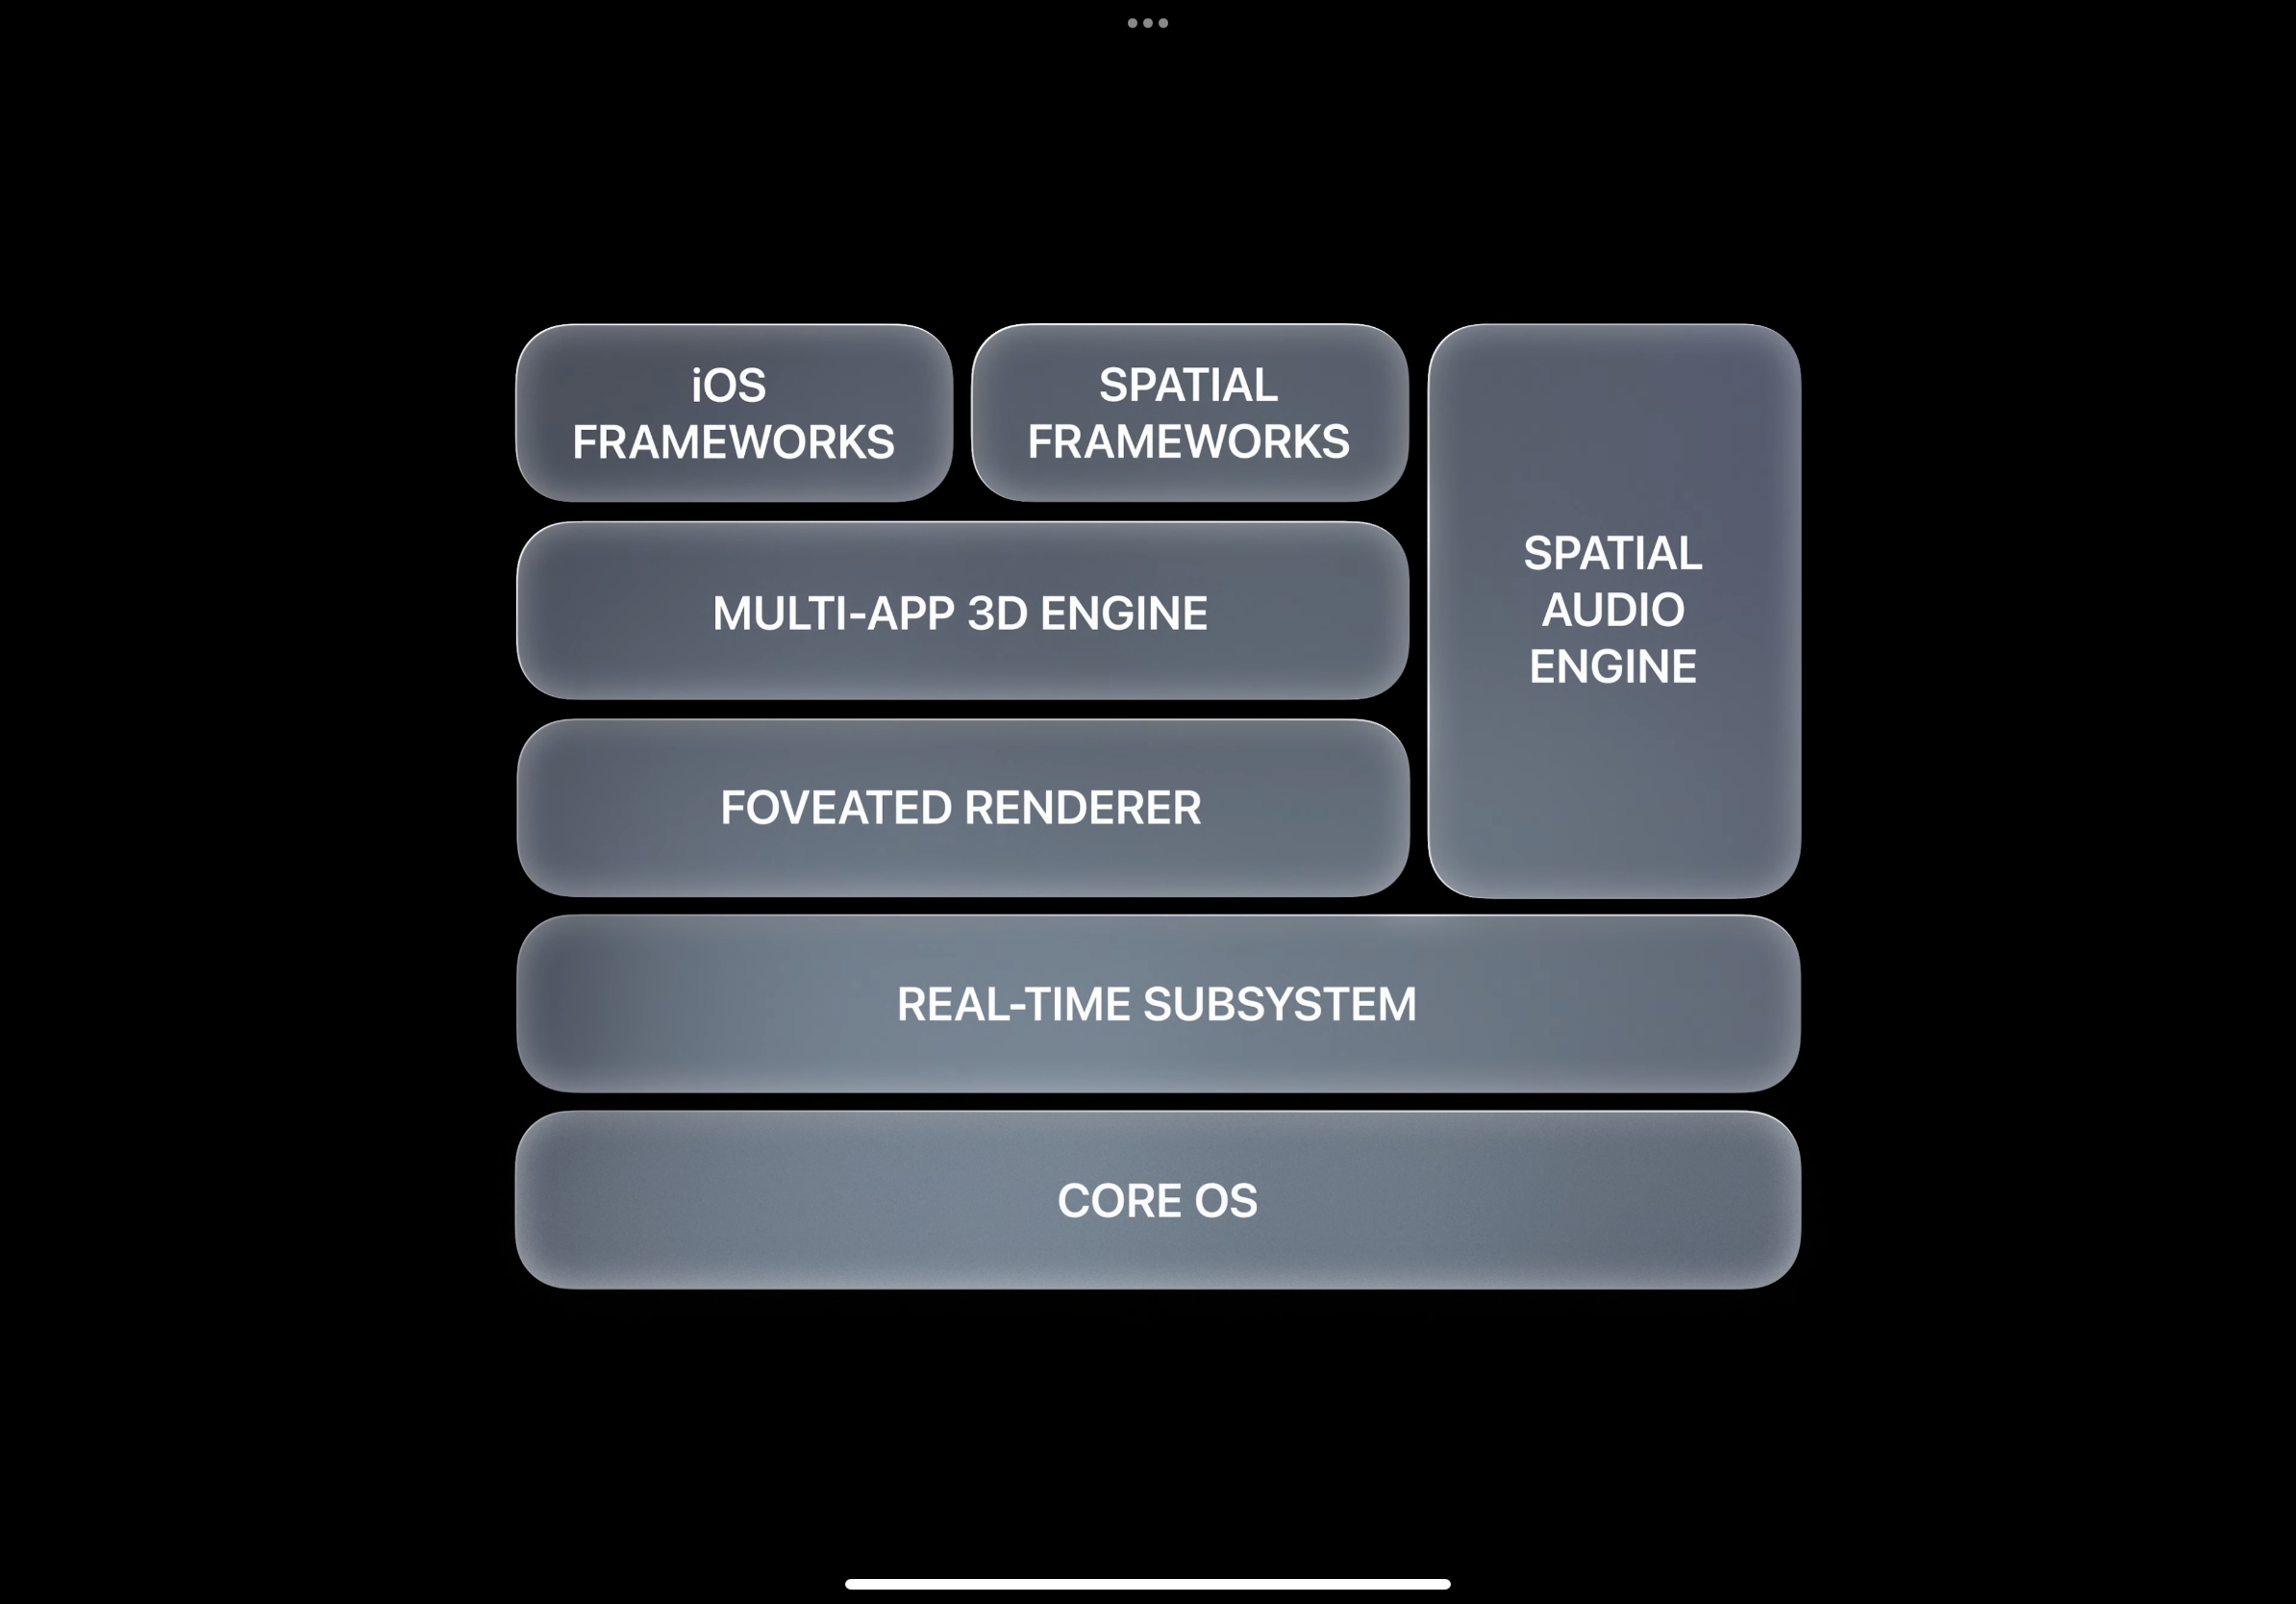 iOS
FRAMEWORKS
SPATIAL
FRAMEWORKS
SPATIAL
AUDIO
ENGINE
MULTI-APP 3D ENGINE
FOVEATED RENDERER
REAL-TIME SUBSYSTEM
CORE OS